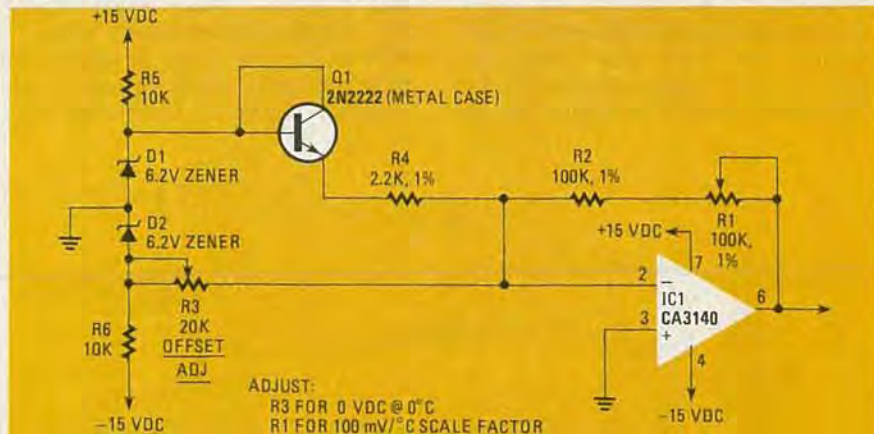 +15 VDC
R5
10K
D1
6.2V ZENER
D2
6.2V ZENER
R3
20K
OFFSET
ADJ
R6
10K
-15 VDC
Q1
2N2222 (METAL CASE)
R4
2.2K, 1%
R2
100K, 1%
R1
100K,
1%
+15 VDC
7
2
-
IC1
CA3140
3
+
6
4
-15 VDC
ADJUST:
R3 FOR 0 VDC @ 0°C
R1 FOR 100 mV/°C SCALE FACTOR